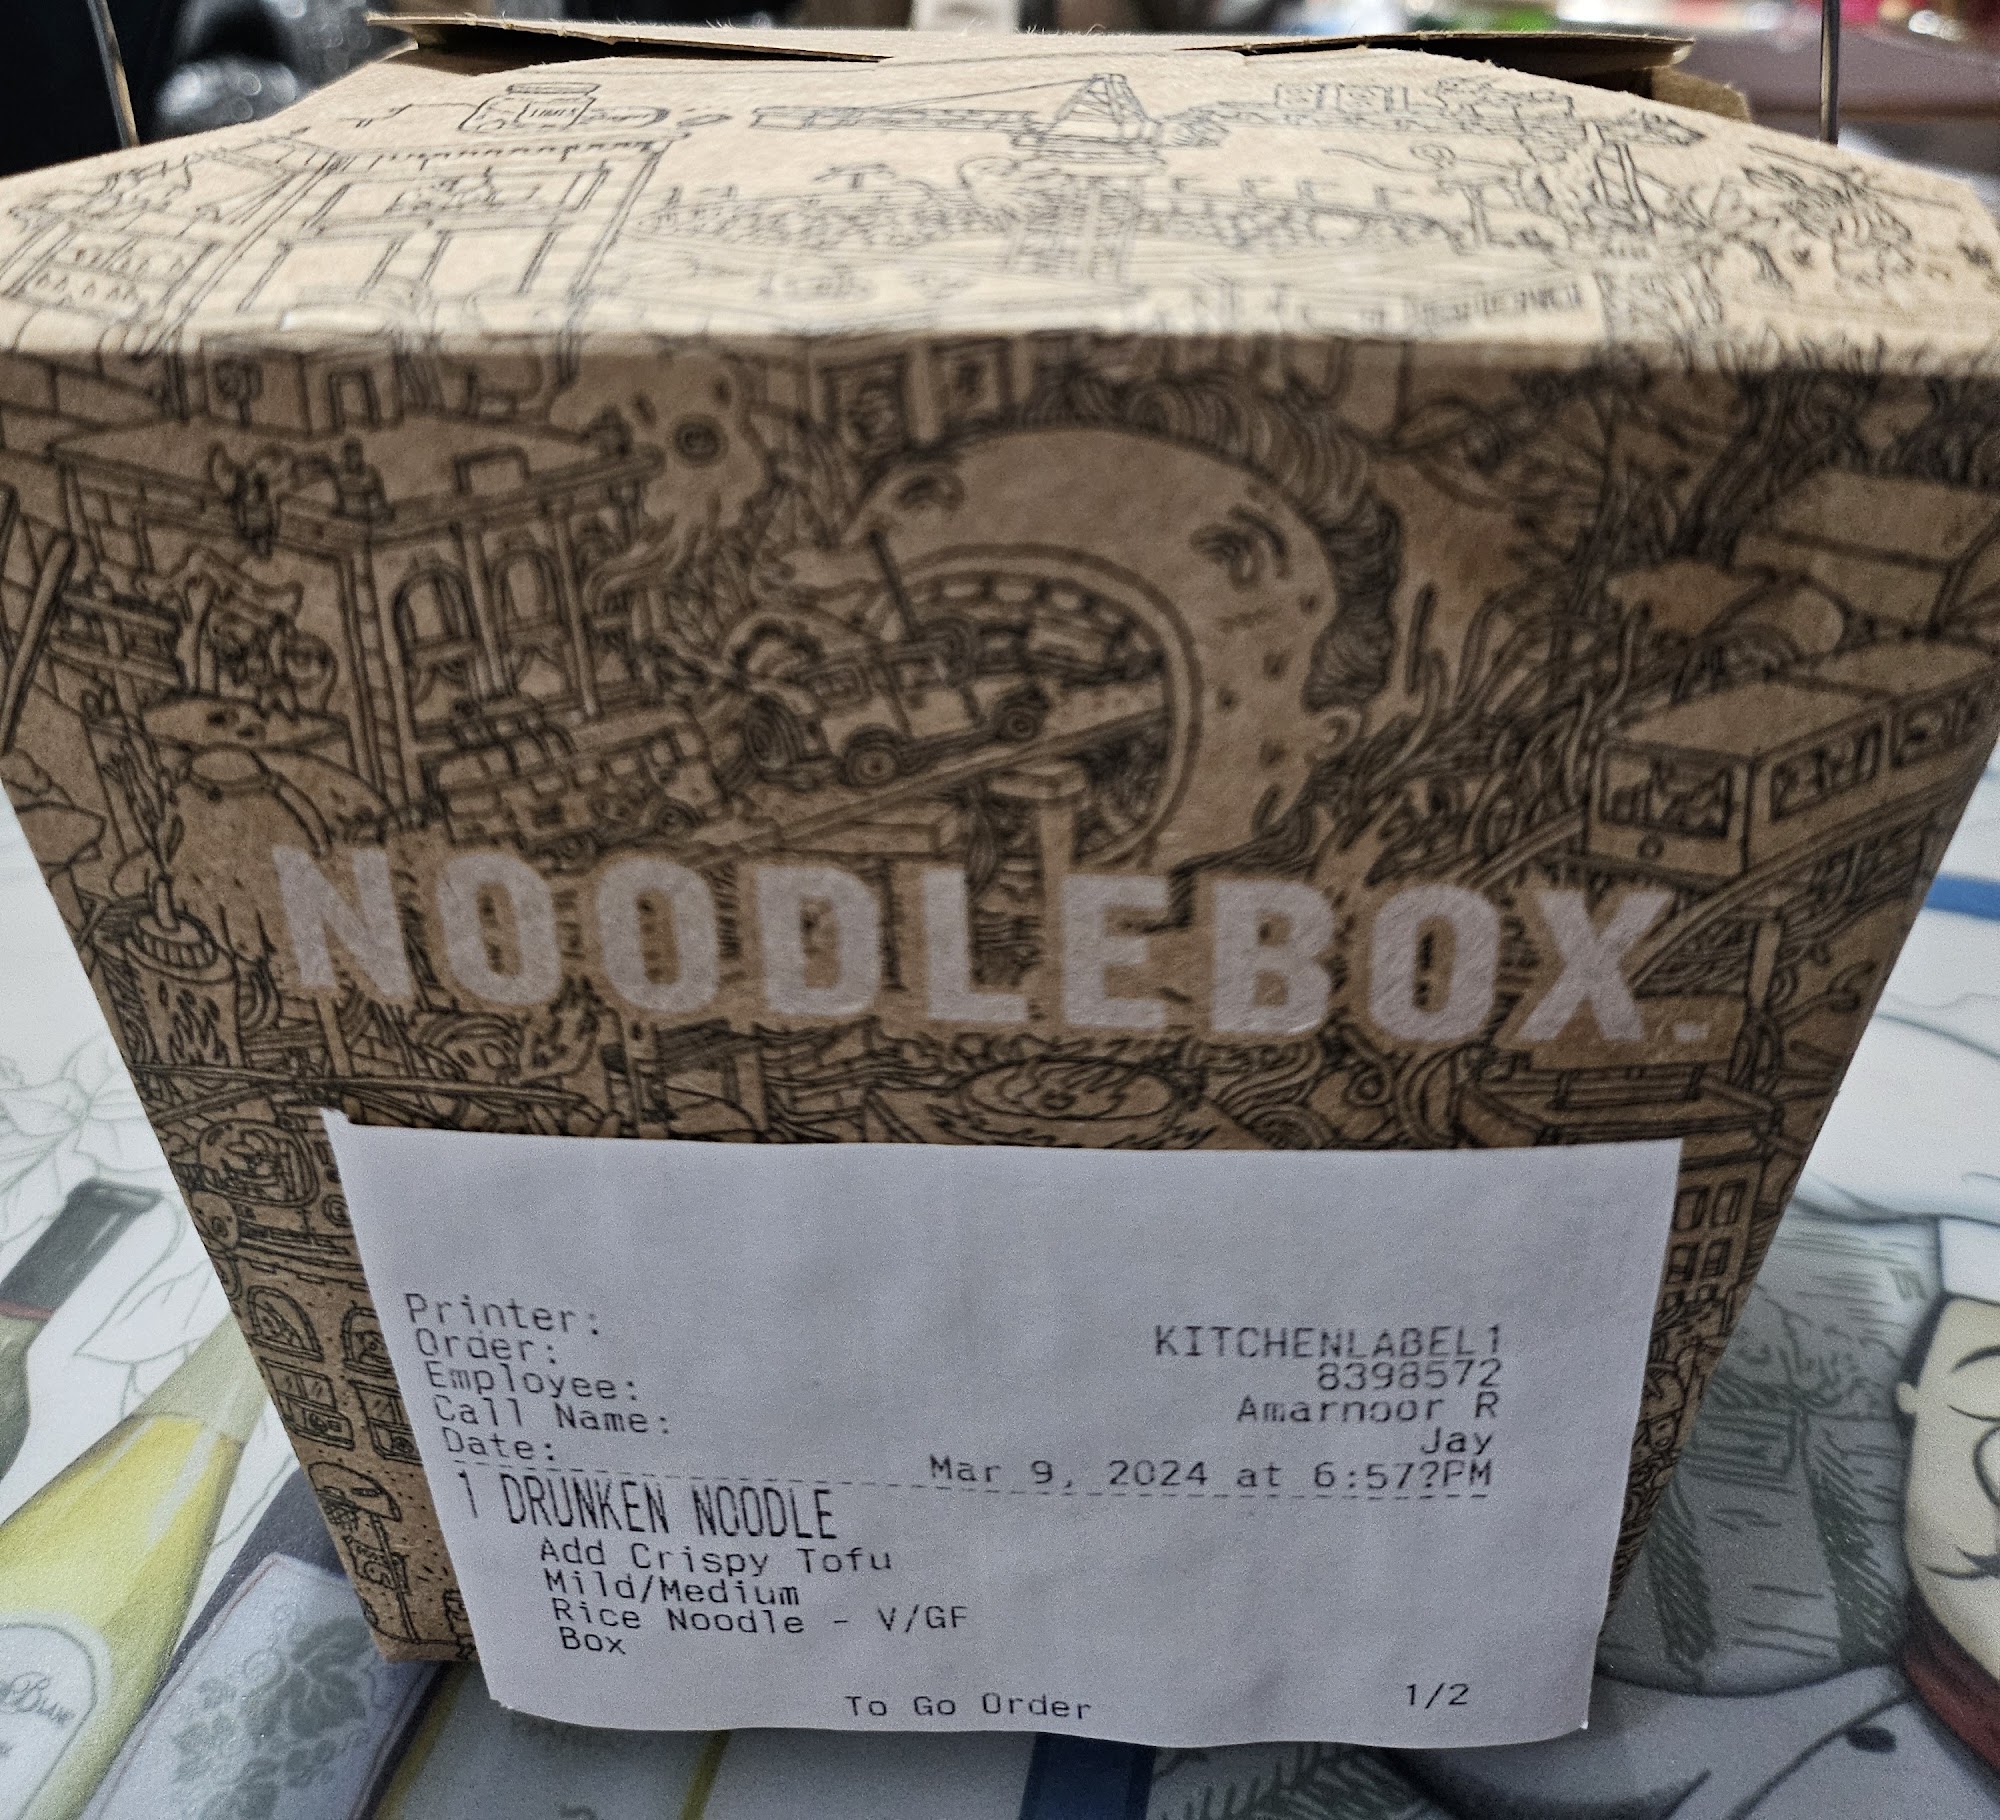 NOODLEBOX.
Printer: KITCHENLABEL1
Order: 8398572
Employee: Amarnoor R
Call Name: Jay
Date: Mar 9, 2024 at 6:57?PM
1 DRUNKEN NOODLE
Add Crispy Tofu
Mild/Medium
Rice Noodle - V/GF
Box
1/2
To Go Order